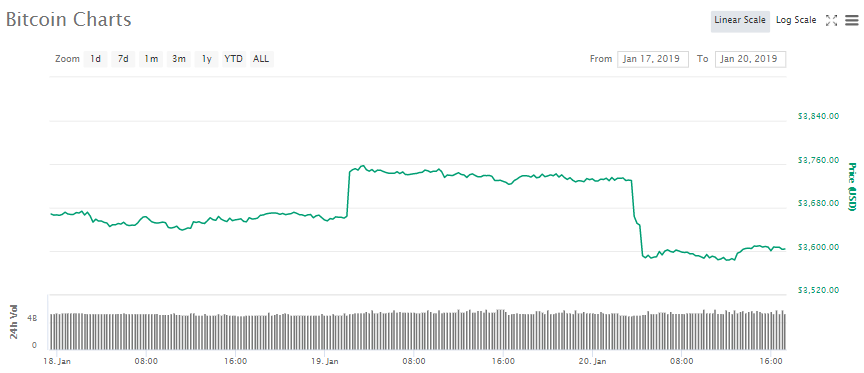 Bitcoin Charts
Linear Scale Log Scale
Zoom 1d 7d 1m 3m 1y YTD ALL From Jan 17, 2019 To Jan 20, 2019
$3,840.00
$3,760.00
$3,680.00
$3,600.00
$3,520.00
Price (USD)
24h Vol
4B
0
18. Jan 08:00 16:00 19. Jan 08:00 16:00 20. Jan 08:00 16:00